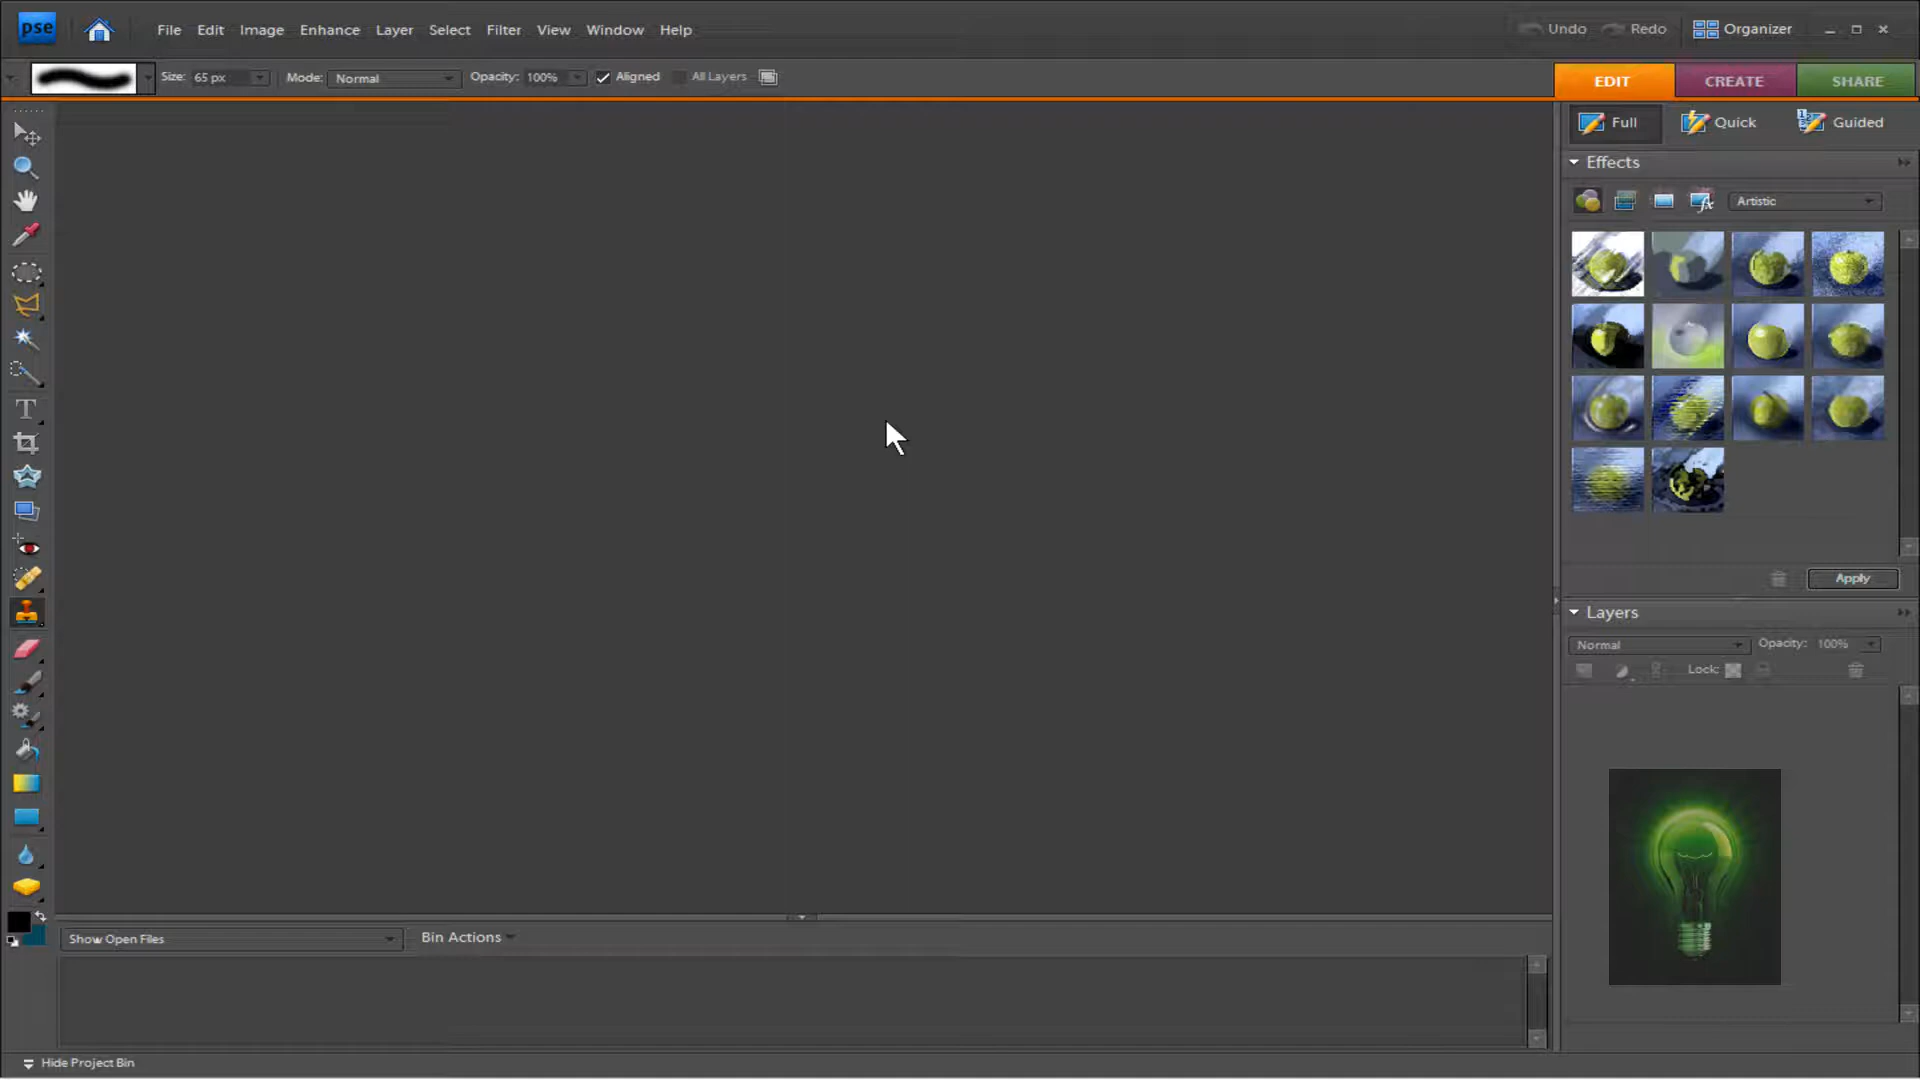 pse File Edit Image Enhance Layer Select Filter View Window Help Undo Redo Organizer
Size: 65 px Mode: Normal Opacity: 100% Aligned All Layers EDIT CREATE SHARE
Full Quick Guided
Effects
fx Artistic
T
Apply
Layers
Normal Opacity: 100%
Lock:
Show Open Files Bin Actions
Hide Project Bin